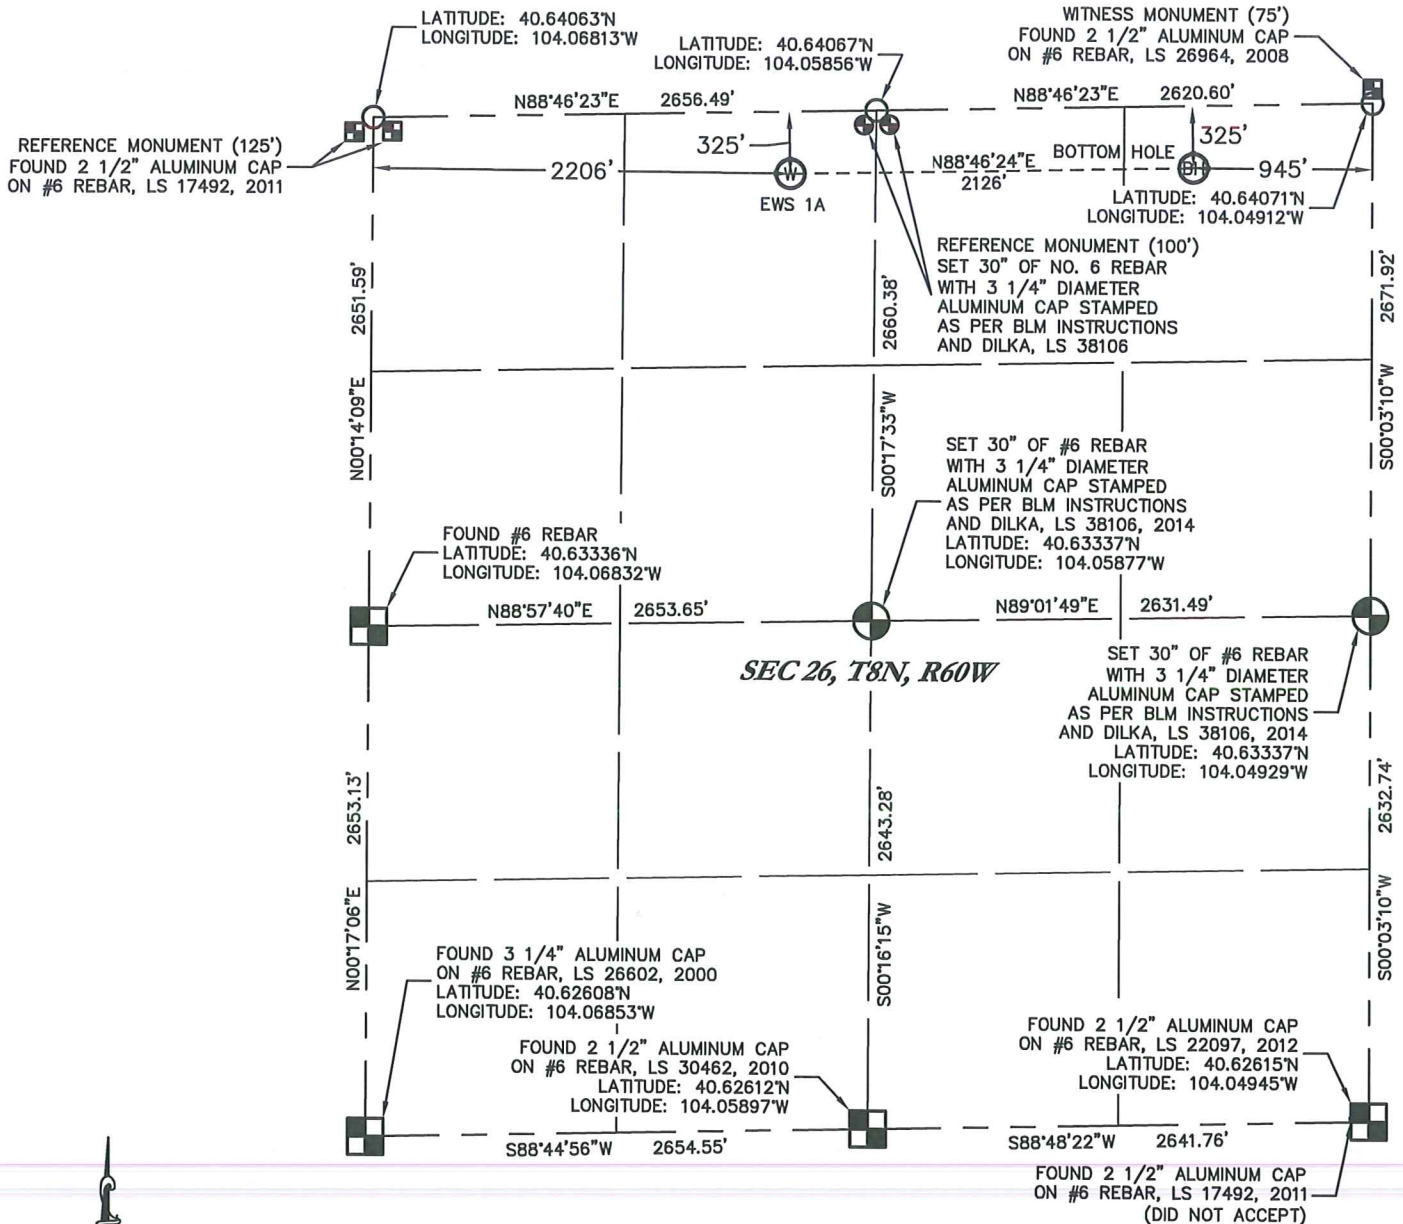 LATITUDE: 40.64063°N
LONGITUDE: 104.06813°W
LATITUDE: 40.64067°N
LONGITUDE: 104.05856°W
WITNESS MONUMENT (75')
FOUND 2 1/2" ALUMINUM CAP
ON #6 REBAR, LS 26964, 2008
N88°46'23"E 2656.49'
N88°46'23"E 2620.60'
REFERENCE MONUMENT (125')
FOUND 2 1/2" ALUMINUM CAP
ON #6 REBAR, LS 17492, 2011
325'
325'
2206'
W
EWS 1A
N88°46'24"E
2126'
BOTTOM HOLE
BH
945'
LATITUDE: 40.64071°N
LONGITUDE: 104.04912°W
REFERENCE MONUMENT (100')
SET 30" OF NO. 6 REBAR
WITH 3 1/4" DIAMETER
ALUMINUM CAP STAMPED
AS PER BLM INSTRUCTIONS
AND DILKA, LS 38106
N00°14'09"E 2651.59'
S00°17'33"W 2660.38'
S00°03'10"W 2671.92'
SET 30" OF #6 REBAR
WITH 3 1/4" DIAMETER
ALUMINUM CAP STAMPED
AS PER BLM INSTRUCTIONS
AND DILKA, LS 38106, 2014
LATITUDE: 40.63337°N
LONGITUDE: 104.05877°W
FOUND #6 REBAR
LATITUDE: 40.63336°N
LONGITUDE: 104.06832°W
N88°57'40"E 2653.65'
N89°01'49"E 2631.49'
SEC 26, T8N, R60W
SET 30" OF #6 REBAR
WITH 3 1/4" DIAMETER
ALUMINUM CAP STAMPED
AS PER BLM INSTRUCTIONS
AND DILKA, LS 38106, 2014
LATITUDE: 40.63337°N
LONGITUDE: 104.04929°W
N00°17'06"E 2653.13'
S00°16'15"W 2643.28'
S00°03'10"W 2632.74'
FOUND 3 1/4" ALUMINUM CAP
ON #6 REBAR, LS 26602, 2000
LATITUDE: 40.62608°N
LONGITUDE: 104.06853°W
FOUND 2 1/2" ALUMINUM CAP
ON #6 REBAR, LS 30462, 2010
LATITUDE: 40.62612°N
LONGITUDE: 104.05897°W
FOUND 2 1/2" ALUMINUM CAP
ON #6 REBAR, LS 22097, 2012
LATITUDE: 40.62615°N
LONGITUDE: 104.04945°W
S88°44'56"W 2654.55'
S88°48'22"W 2641.76'
FOUND 2 1/2" ALUMINUM CAP
ON #6 REBAR, LS 17492, 2011
(DID NOT ACCEPT)